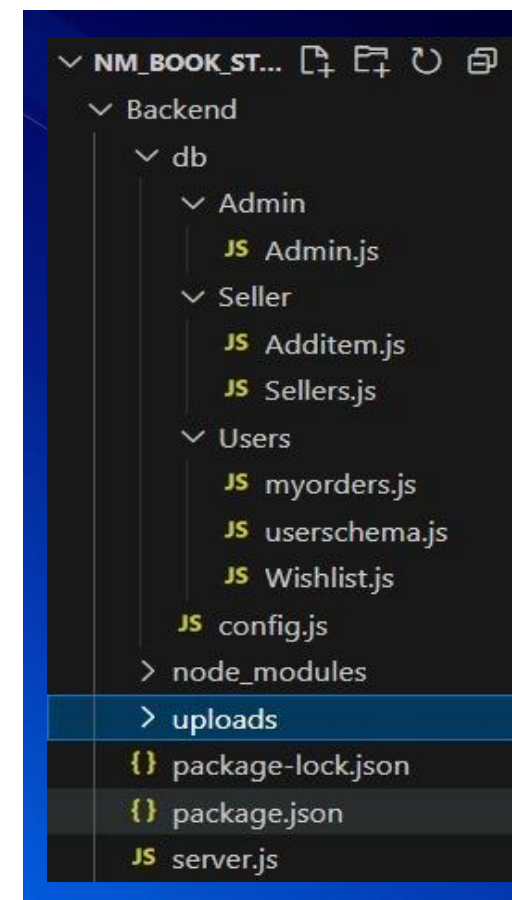 NM_BOOK_ST...
Backend
db
Admin
JS Admin.js
Seller
JS Additem.js
JS Sellers.js
Users
JS myorders.js
JS userschema.js
JS Wishlist.js
JS config.js
node_modules
uploads
{} package-lock.json
{} package.json
JS server.js